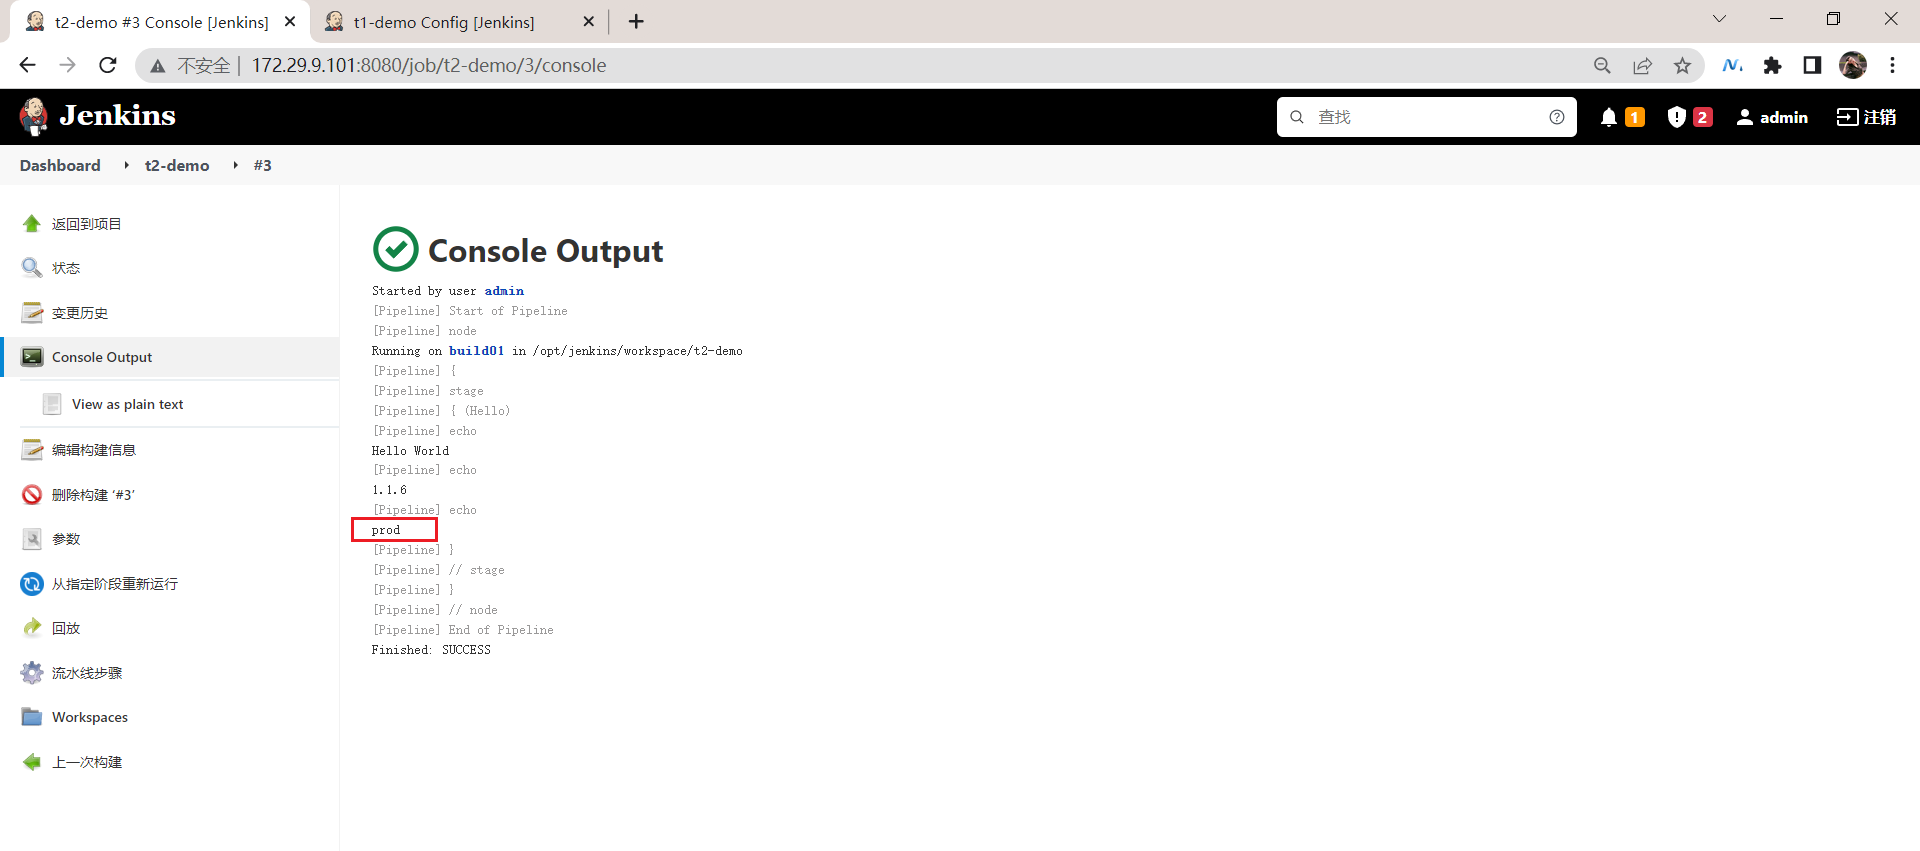 t2-demo #3 Console [Jenkins]
t1-demo Config [Jenkins]
不安全 | 172.29.9.101:8080/job/t2-demo/3/console
Jenkins
查找
1
2
admin
注销
Dashboard
t2-demo
#3
返回到项目
状态
变更历史
Console Output
View as plain text
编辑构建信息
删除构建 ‘#3’
参数
从指定阶段重新运行
回放
流水线步骤
Workspaces
上一次构建
Console Output
Started by user admin
[Pipeline] Start of Pipeline
[Pipeline] node
Running on build01 in /opt/jenkins/workspace/t2-demo
[Pipeline] {
[Pipeline] stage
[Pipeline] { (Hello)
[Pipeline] echo
Hello World
[Pipeline] echo
1.1.6
[Pipeline] echo
prod
[Pipeline] }
[Pipeline] // stage
[Pipeline] }
[Pipeline] // node
[Pipeline] End of Pipeline
Finished: SUCCESS